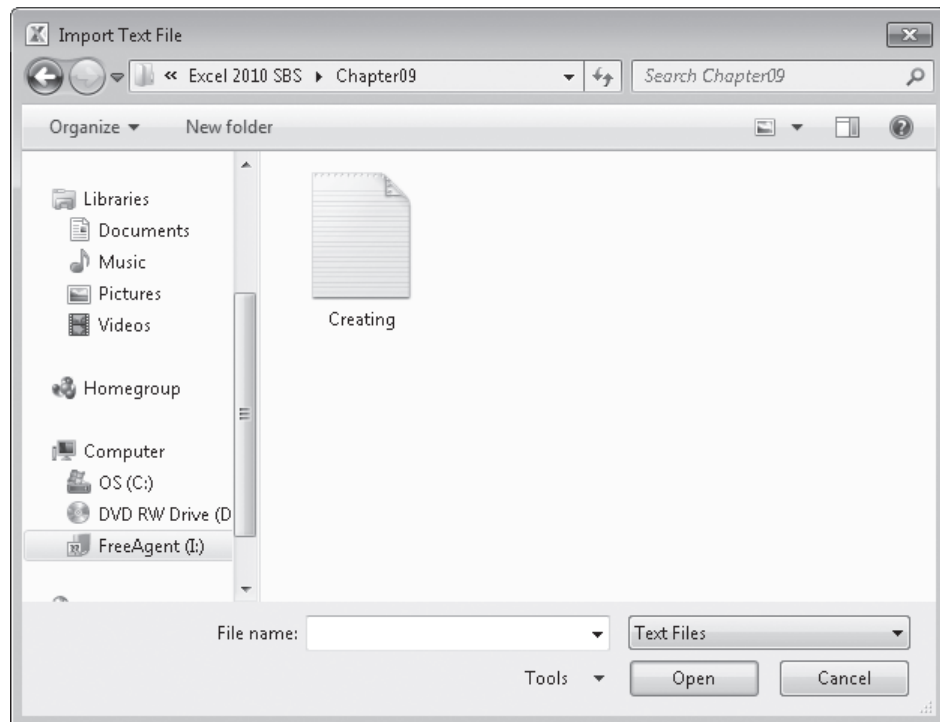 Import Text File
« Excel 2010 SBS ▸ Chapter09
Search Chapter09
Organize
New folder
Libraries
Documents
Music
Pictures
Videos
Homegroup
Computer
OS (C:)
DVD RW Drive (D
FreeAgent (I:)
Creating
File name:
Text Files
Tools
Open
Cancel